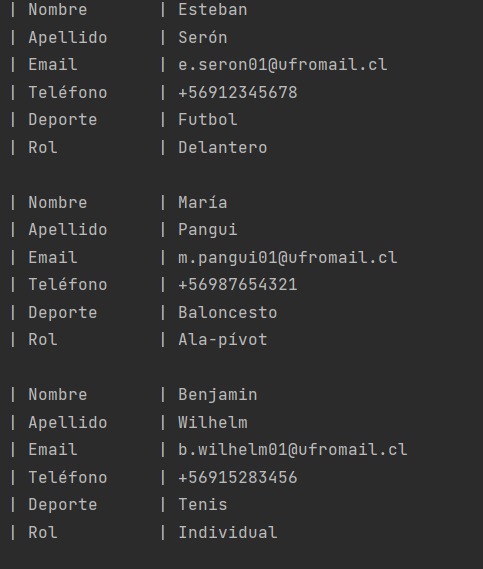 | Nombre | Esteban
| Apellido | Serón
| Email | e.seron01@ufromail.cl
| Teléfono | +56912345678
| Deporte | Futbol
| Rol | Delantero
| Nombre | María
| Apellido | Pangui
| Email | m.pangui01@ufromail.cl
| Teléfono | +56987654321
| Deporte | Baloncesto
| Rol | Ala-pívot
| Nombre | Benjamin
| Apellido | Wilhelm
| Email | b.wilhelm01@ufromail.cl
| Teléfono | +56915283456
| Deporte | Tenis
| Rol | Individual